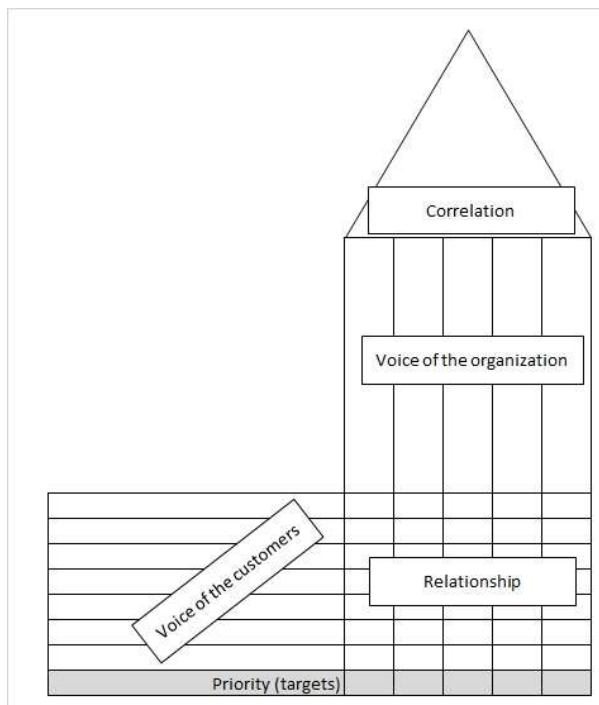 Correlation
Voice of the organization
Voice of the customers
Relationship
Priority (targets)